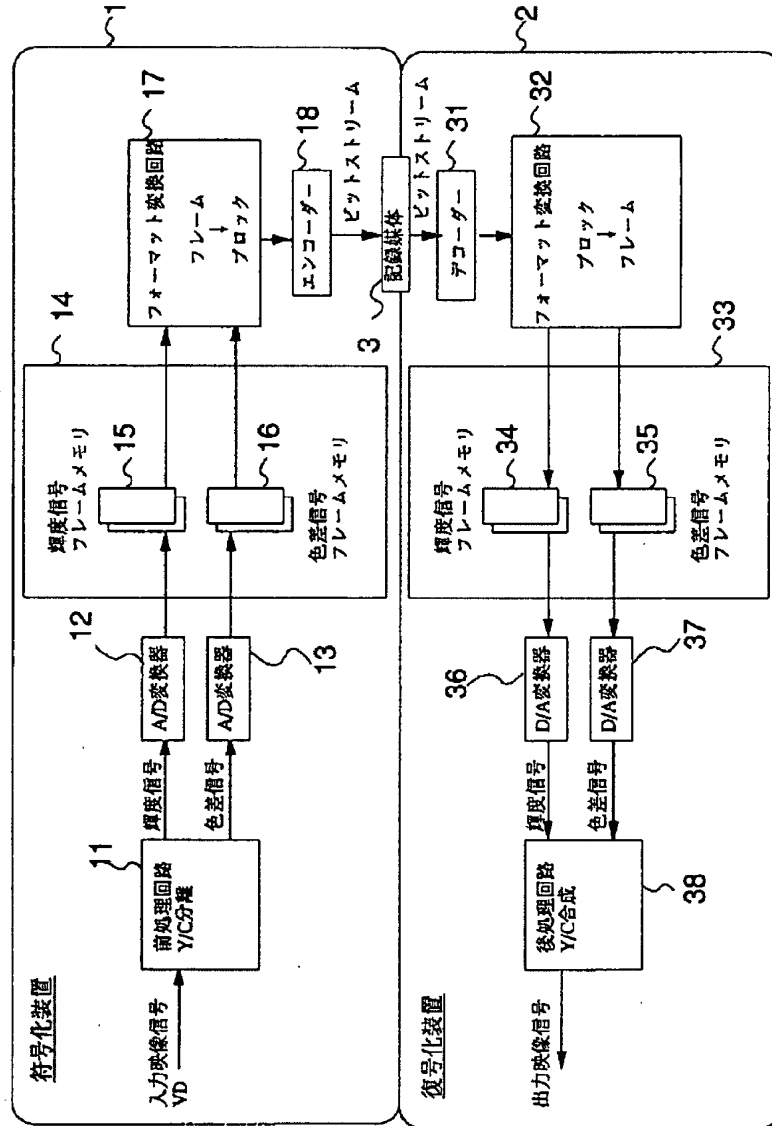 符号化装置
1
入力映像信号
VD
11
前処理回路
Y/C分離
輝度信号
色差信号
12
A/D変換器
A/D変換器
13
14
輝度信号
フレームメモリ
15
16
色差信号
フレームメモリ
17
フォーマット変換回路
フレーム
↓
ブロック
18
エンコーダー
ビットストリーム
記録媒体
3
復号化装置
2
ビットストリーム
31
デコーダー
32
フォーマット変換回路
ブロック
↓
フレーム
33
輝度信号
フレームメモリ
34
35
色差信号
フレームメモリ
36
D/A変換器
D/A変換器
37
輝度信号
色差信号
後処理回路
Y/C合成
38
出力映像信号